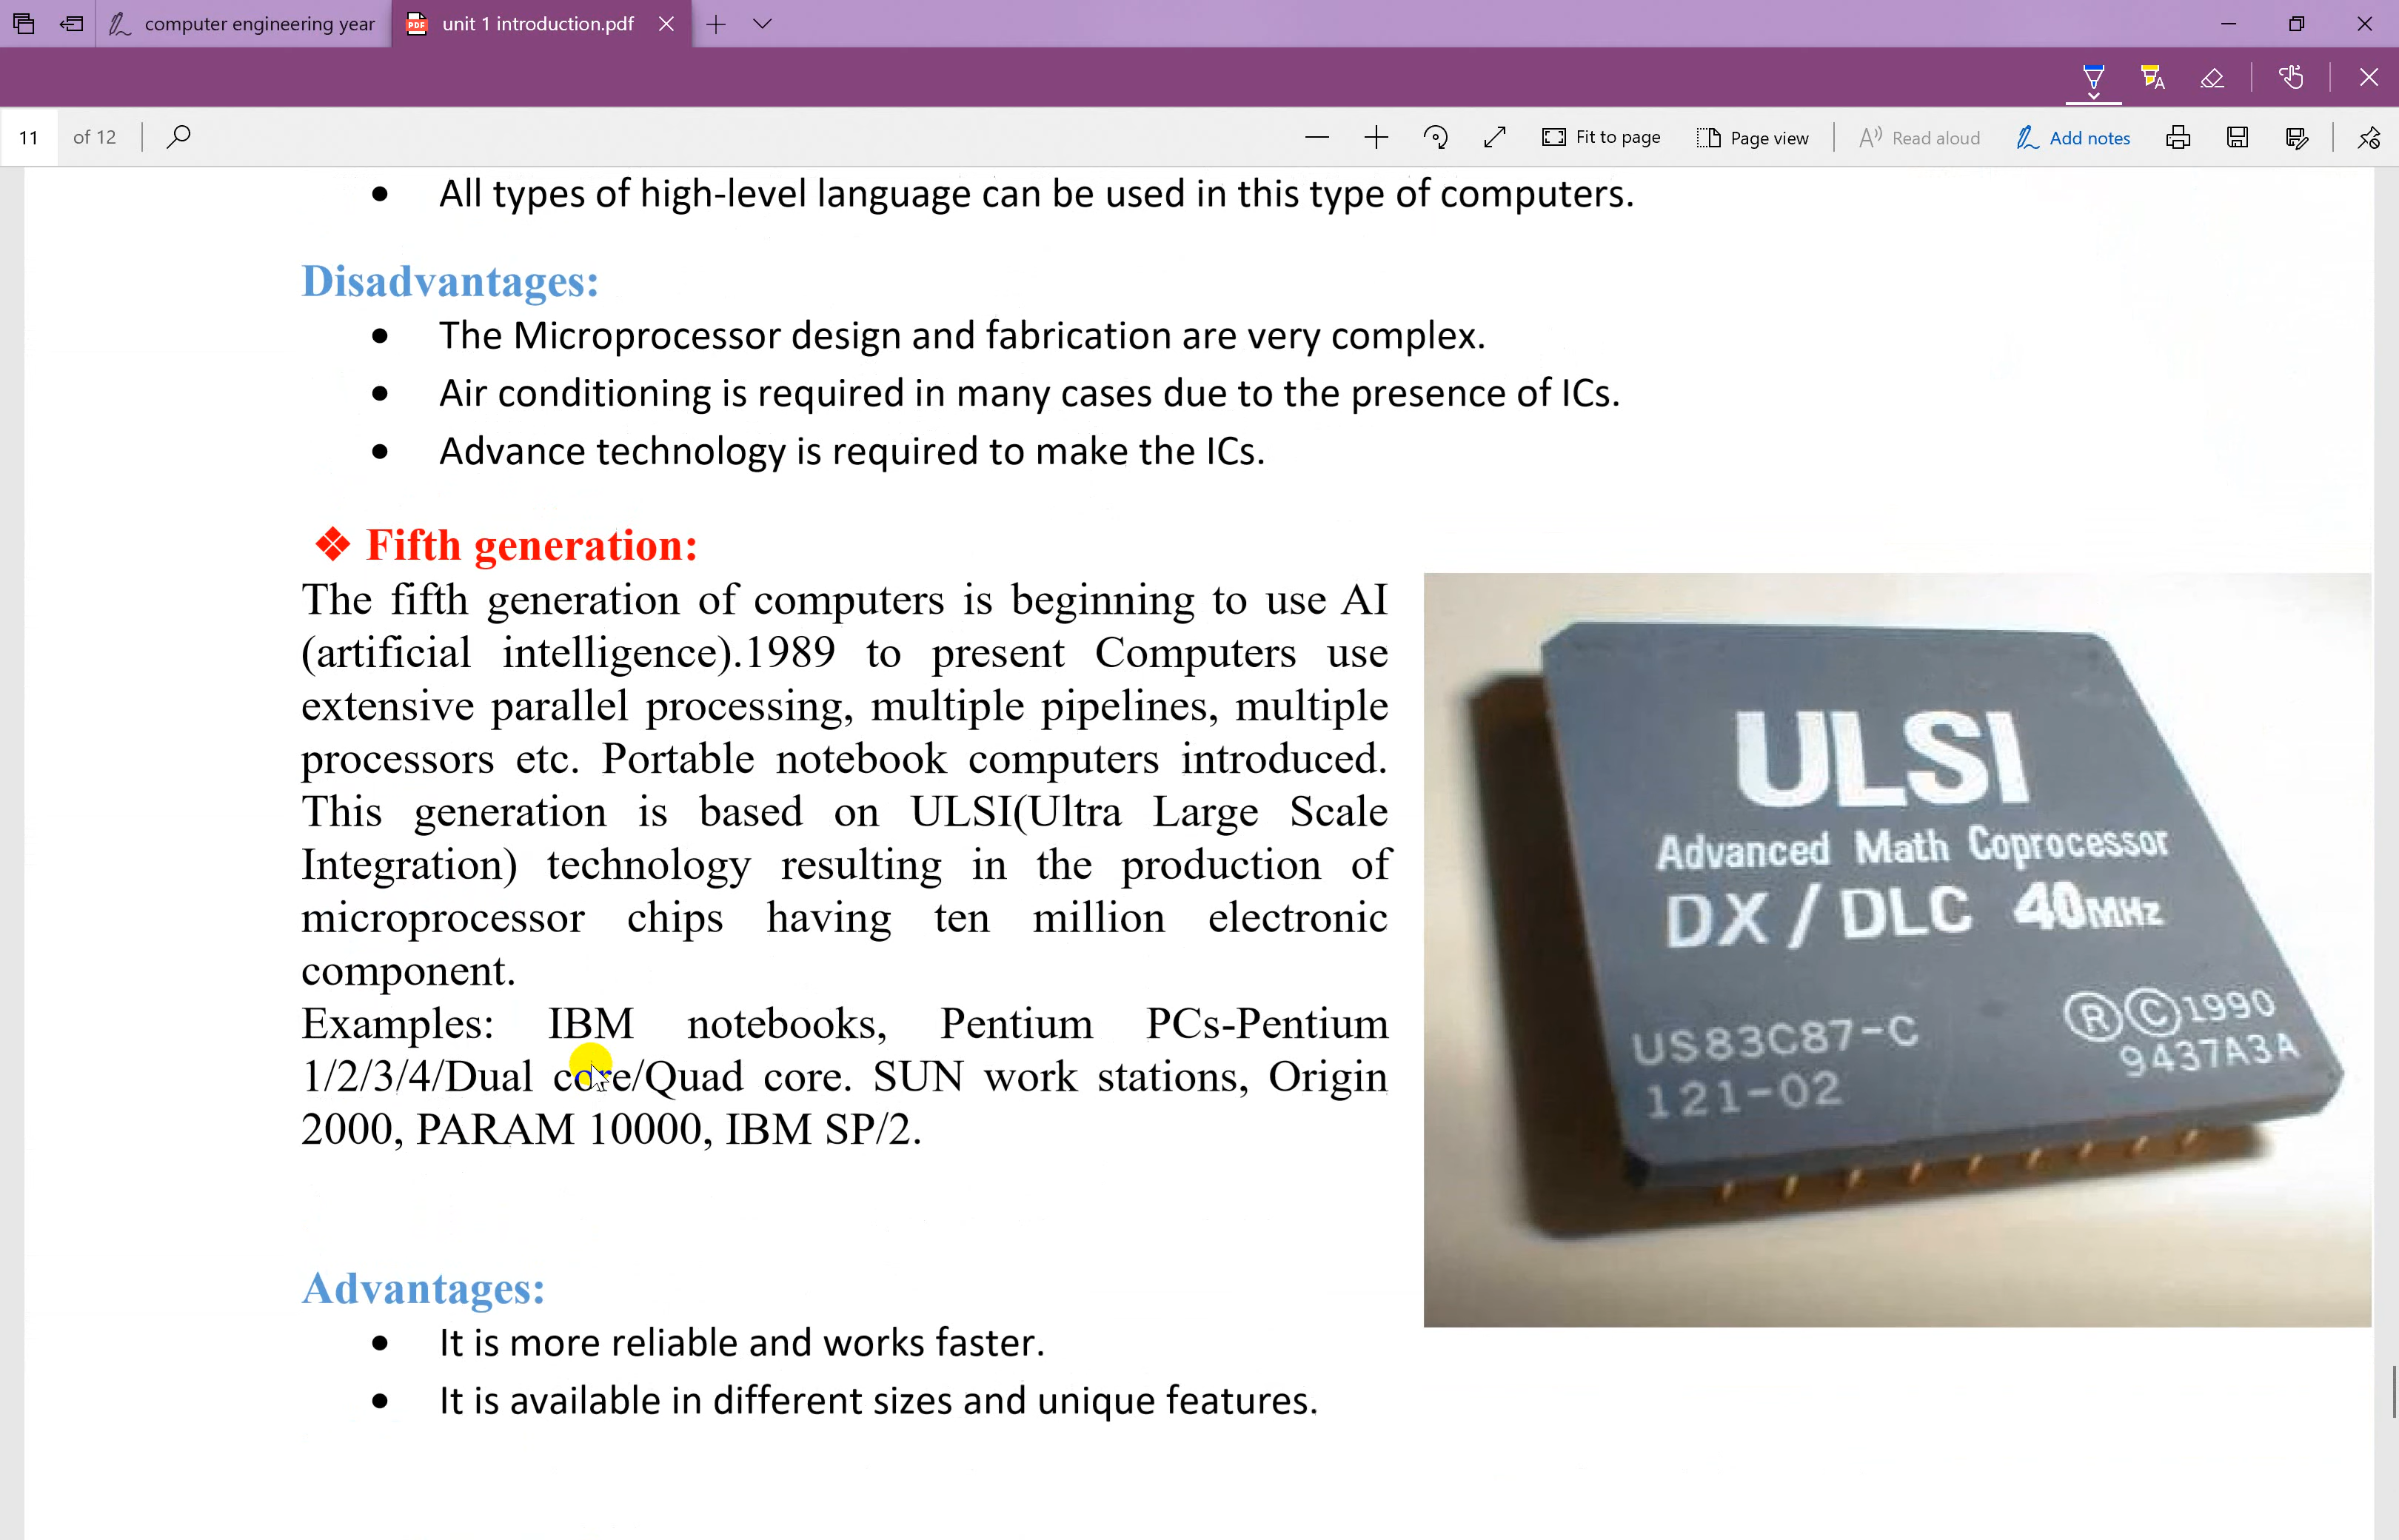 computer engineering year
unit 1 introduction.pdf
11 of 12
Fit to page
Page view
Read aloud
Add notes
• All types of high-level language can be used in this type of computers.
Disadvantages:
• The Microprocessor design and fabrication are very complex.
• Air conditioning is required in many cases due to the presence of ICs.
• Advance technology is required to make the ICs.
❖ Fifth generation:
The fifth generation of computers is beginning to use AI
(artificial intelligence).1989 to present Computers use
extensive parallel processing, multiple pipelines, multiple
processors etc. Portable notebook computers introduced.
This generation is based on ULSI(Ultra Large Scale
Integration) technology resulting in the production of
microprocessor chips having ten million electronic
component.
Examples: IBM notebooks, Pentium PCs-Pentium
1/2/3/4/Dual core/Quad core. SUN work stations, Origin
2000, PARAM 10000, IBM SP/2.
ULSI
Advanced Math Coprocessor
DX/DLC 40MHz
US83C87-C
121-02
®©1990
9437A3A
Advantages:
• It is more reliable and works faster.
• It is available in different sizes and unique features.